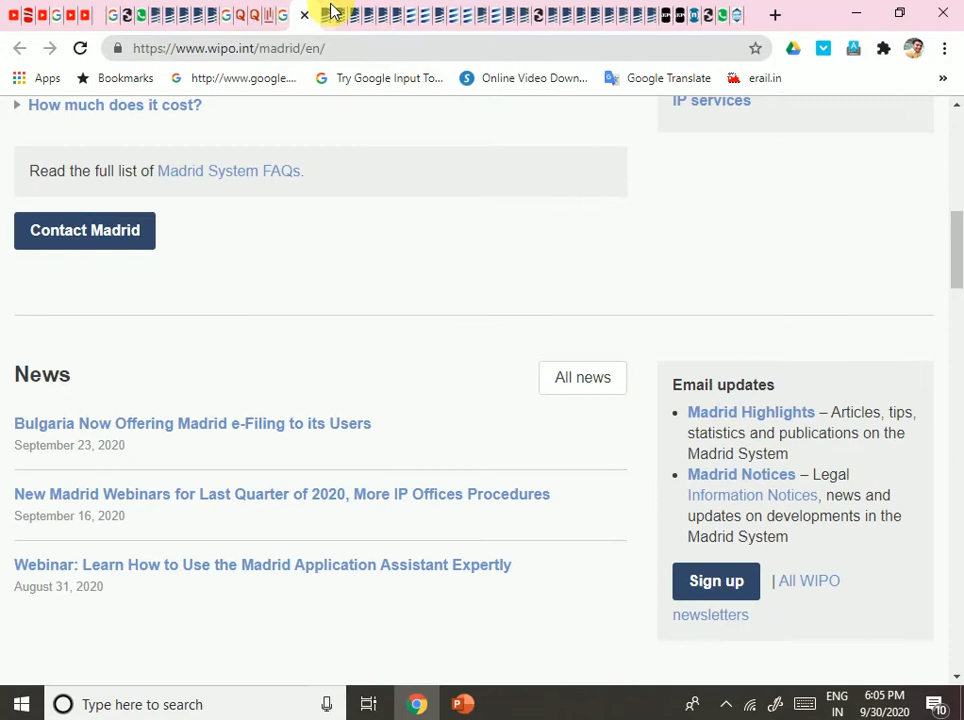 https://www.wipo.int/madrid/en/
Apps
Bookmarks
http://www.google....
Try Google Input To...
Online Video Down...
Google Translate
erail.in
»
How much does it cost?
IP services
Read the full list of Madrid System FAQs.
Contact Madrid
News
All news
Bulgaria Now Offering Madrid e-Filing to its Users
September 23, 2020
New Madrid Webinars for Last Quarter of 2020, More IP Offices Procedures
September 16, 2020
Webinar: Learn How to Use the Madrid Application Assistant Expertly
August 31, 2020
Email updates
• Madrid Highlights – Articles, tips,
statistics and publications on the
Madrid System
• Madrid Notices – Legal
Information Notices, news and
updates on developments in the
Madrid System
Sign up | All WIPO
newsletters
Type here to search
ENG
IN
6:05 PM
9/30/2020
10